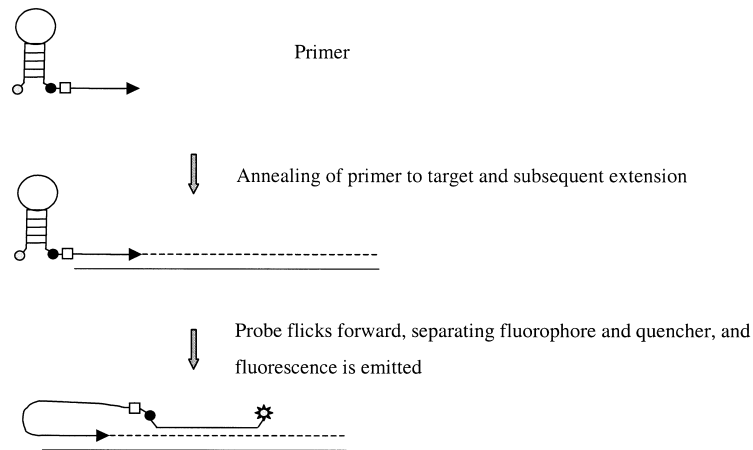 Primer
Annealing of primer to target and subsequent extension
Probe flicks forward, separating fluorophore and quencher, and
fluorescence is emitted